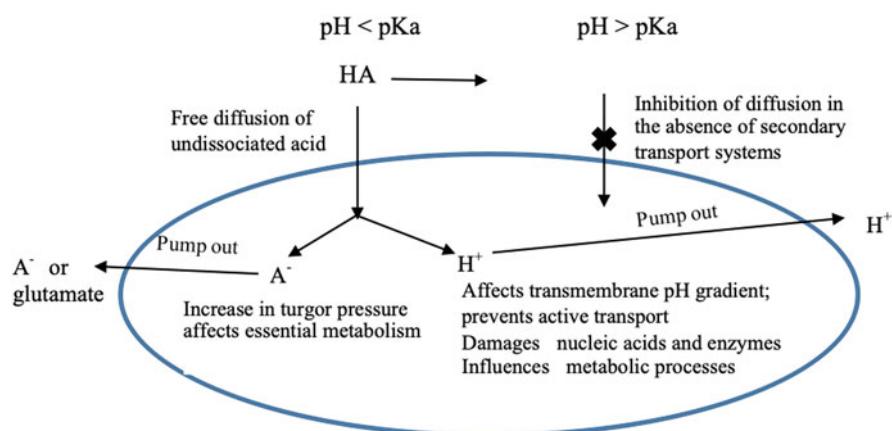 pH < pKa
pH > pKa
HA
Free diffusion of
undissociated acid
Inhibition of diffusion in
the absence of secondary
transport systems
Pump out
H⁺
Pump out
A⁻ or
glutamate
A⁻
H⁺
Increase in turgor pressure
affects essential metabolism
Affects transmembrane pH gradient;
prevents active transport
Damages nucleic acids and enzymes
Influences metabolic processes